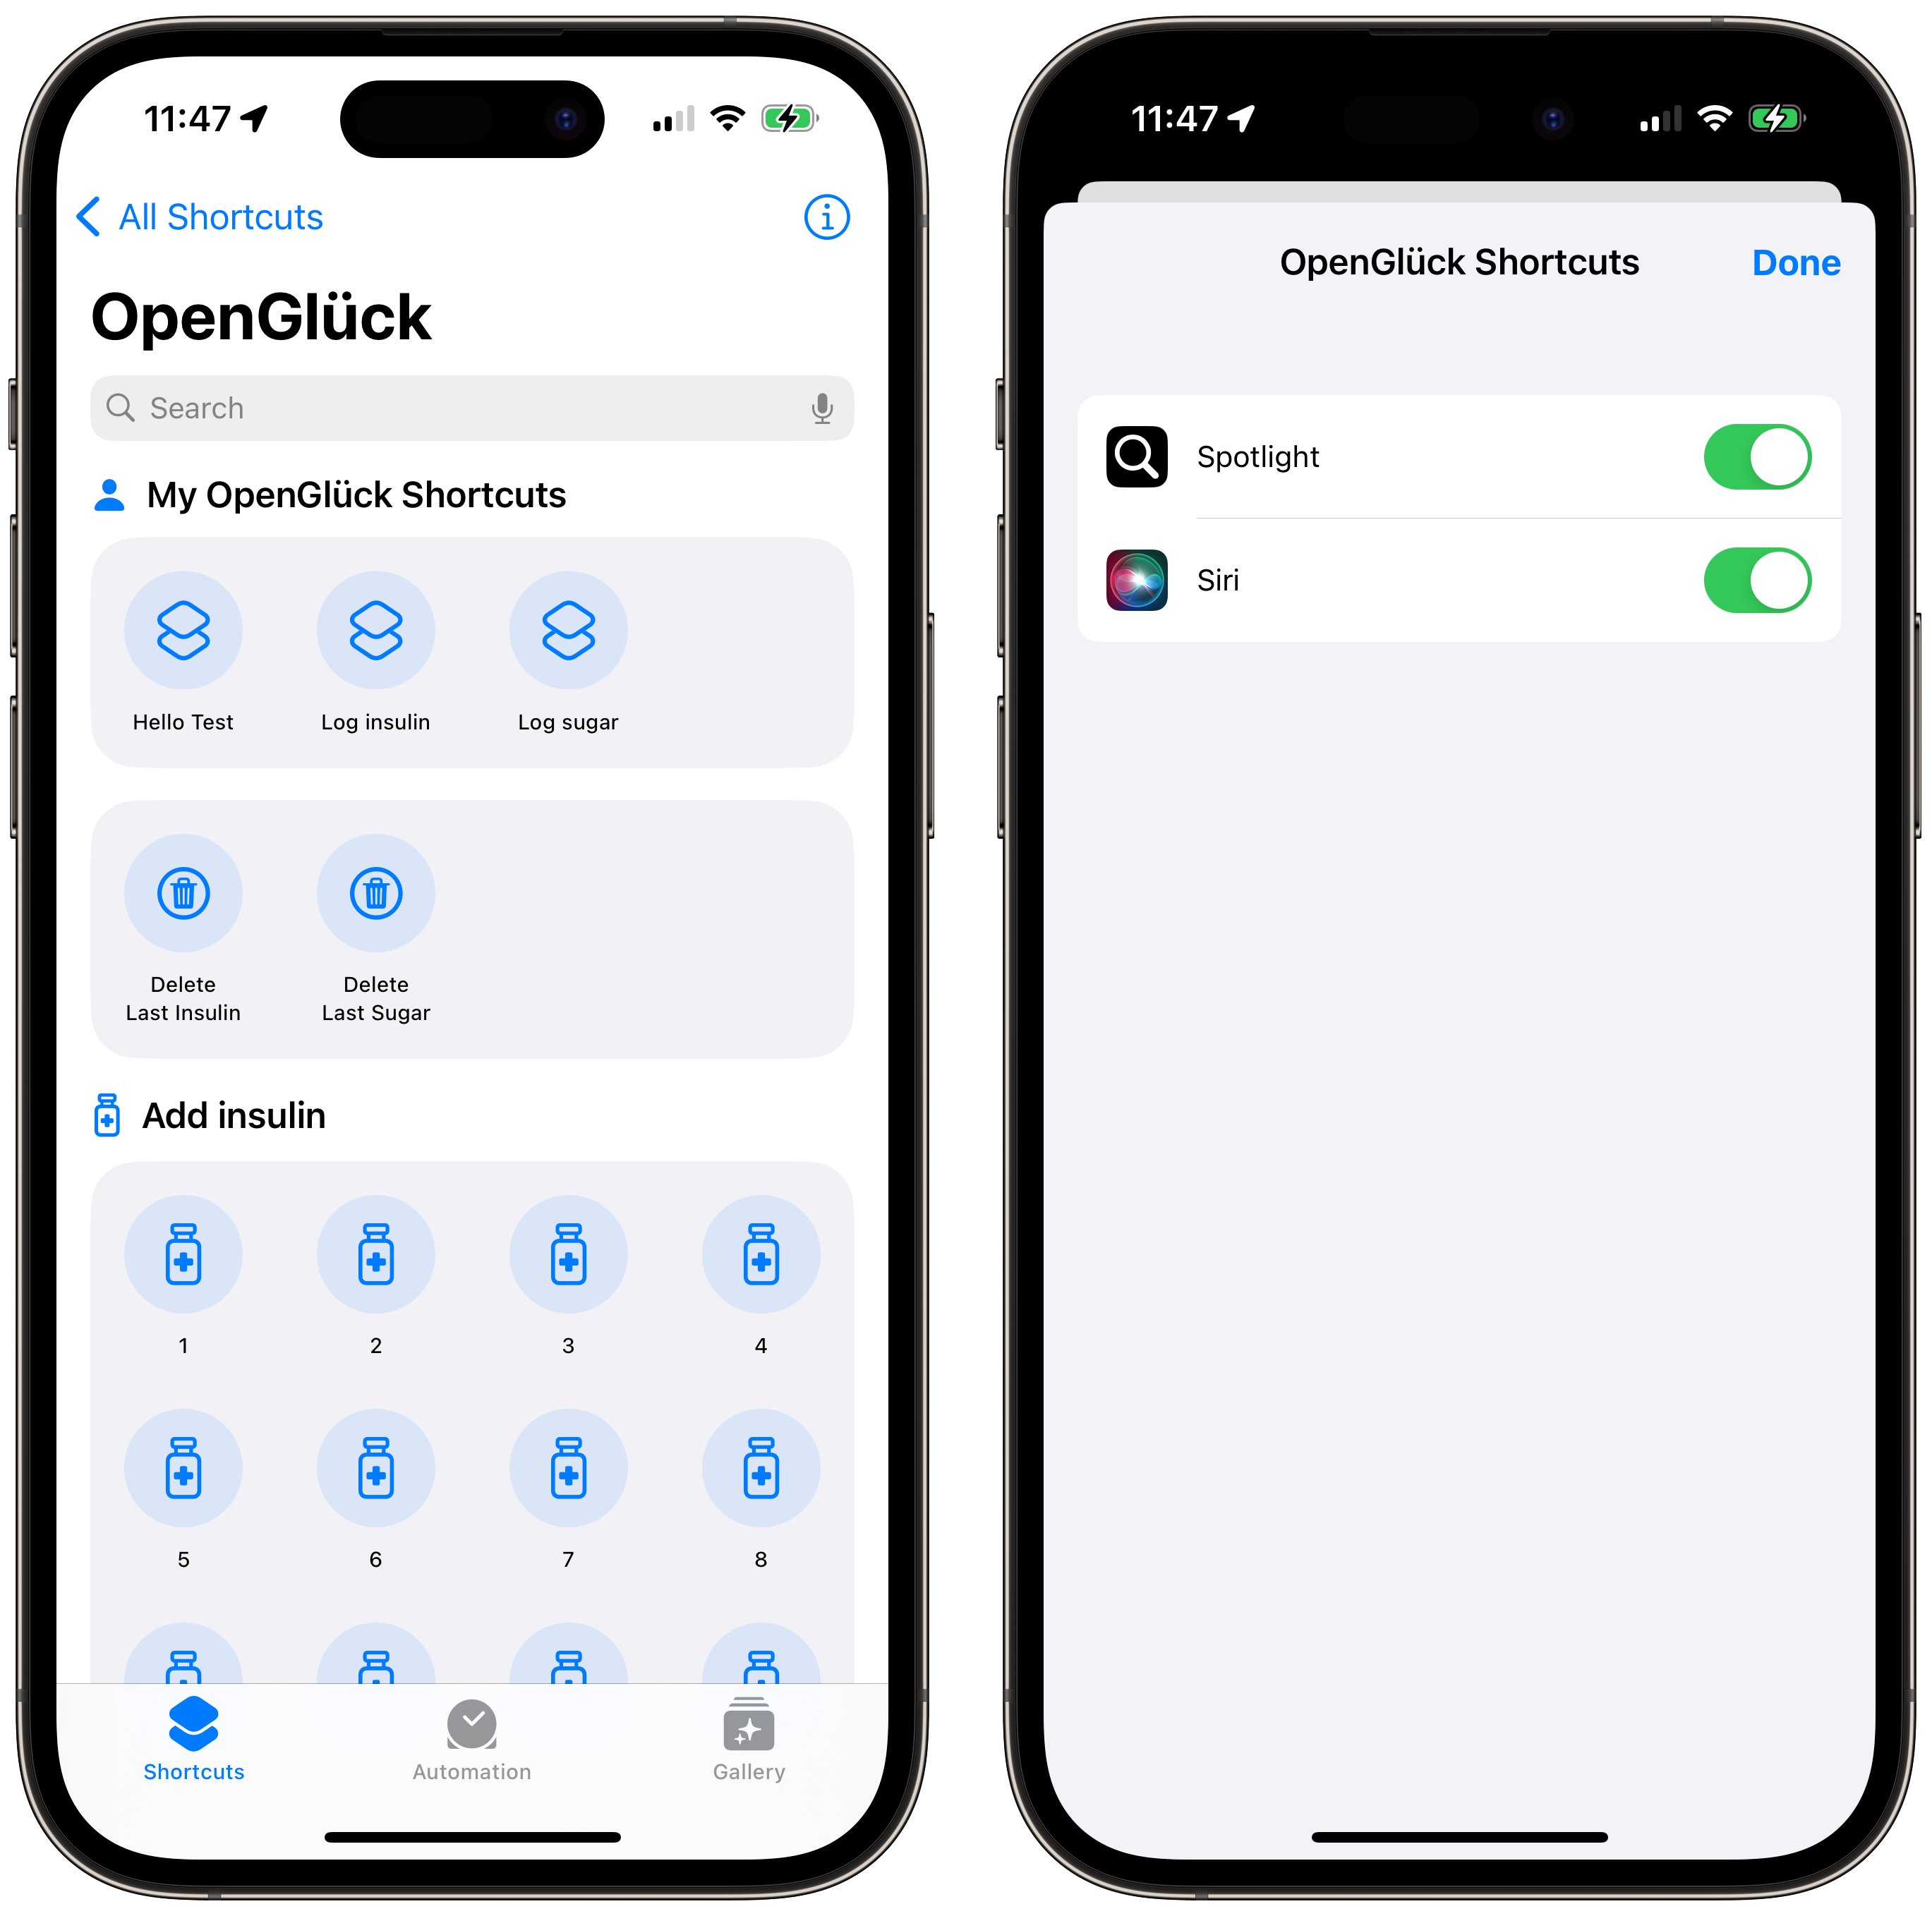 11:47
All Shortcuts
OpenGlück
Search
My OpenGlück Shortcuts
Hello Test
Log insulin
Log sugar
Delete
Last Insulin
Delete
Last Sugar
Add insulin
1
2
3
4
5
6
7
8
Shortcuts
Automation
Gallery
11:47
OpenGlück Shortcuts
Done
Spotlight
Siri